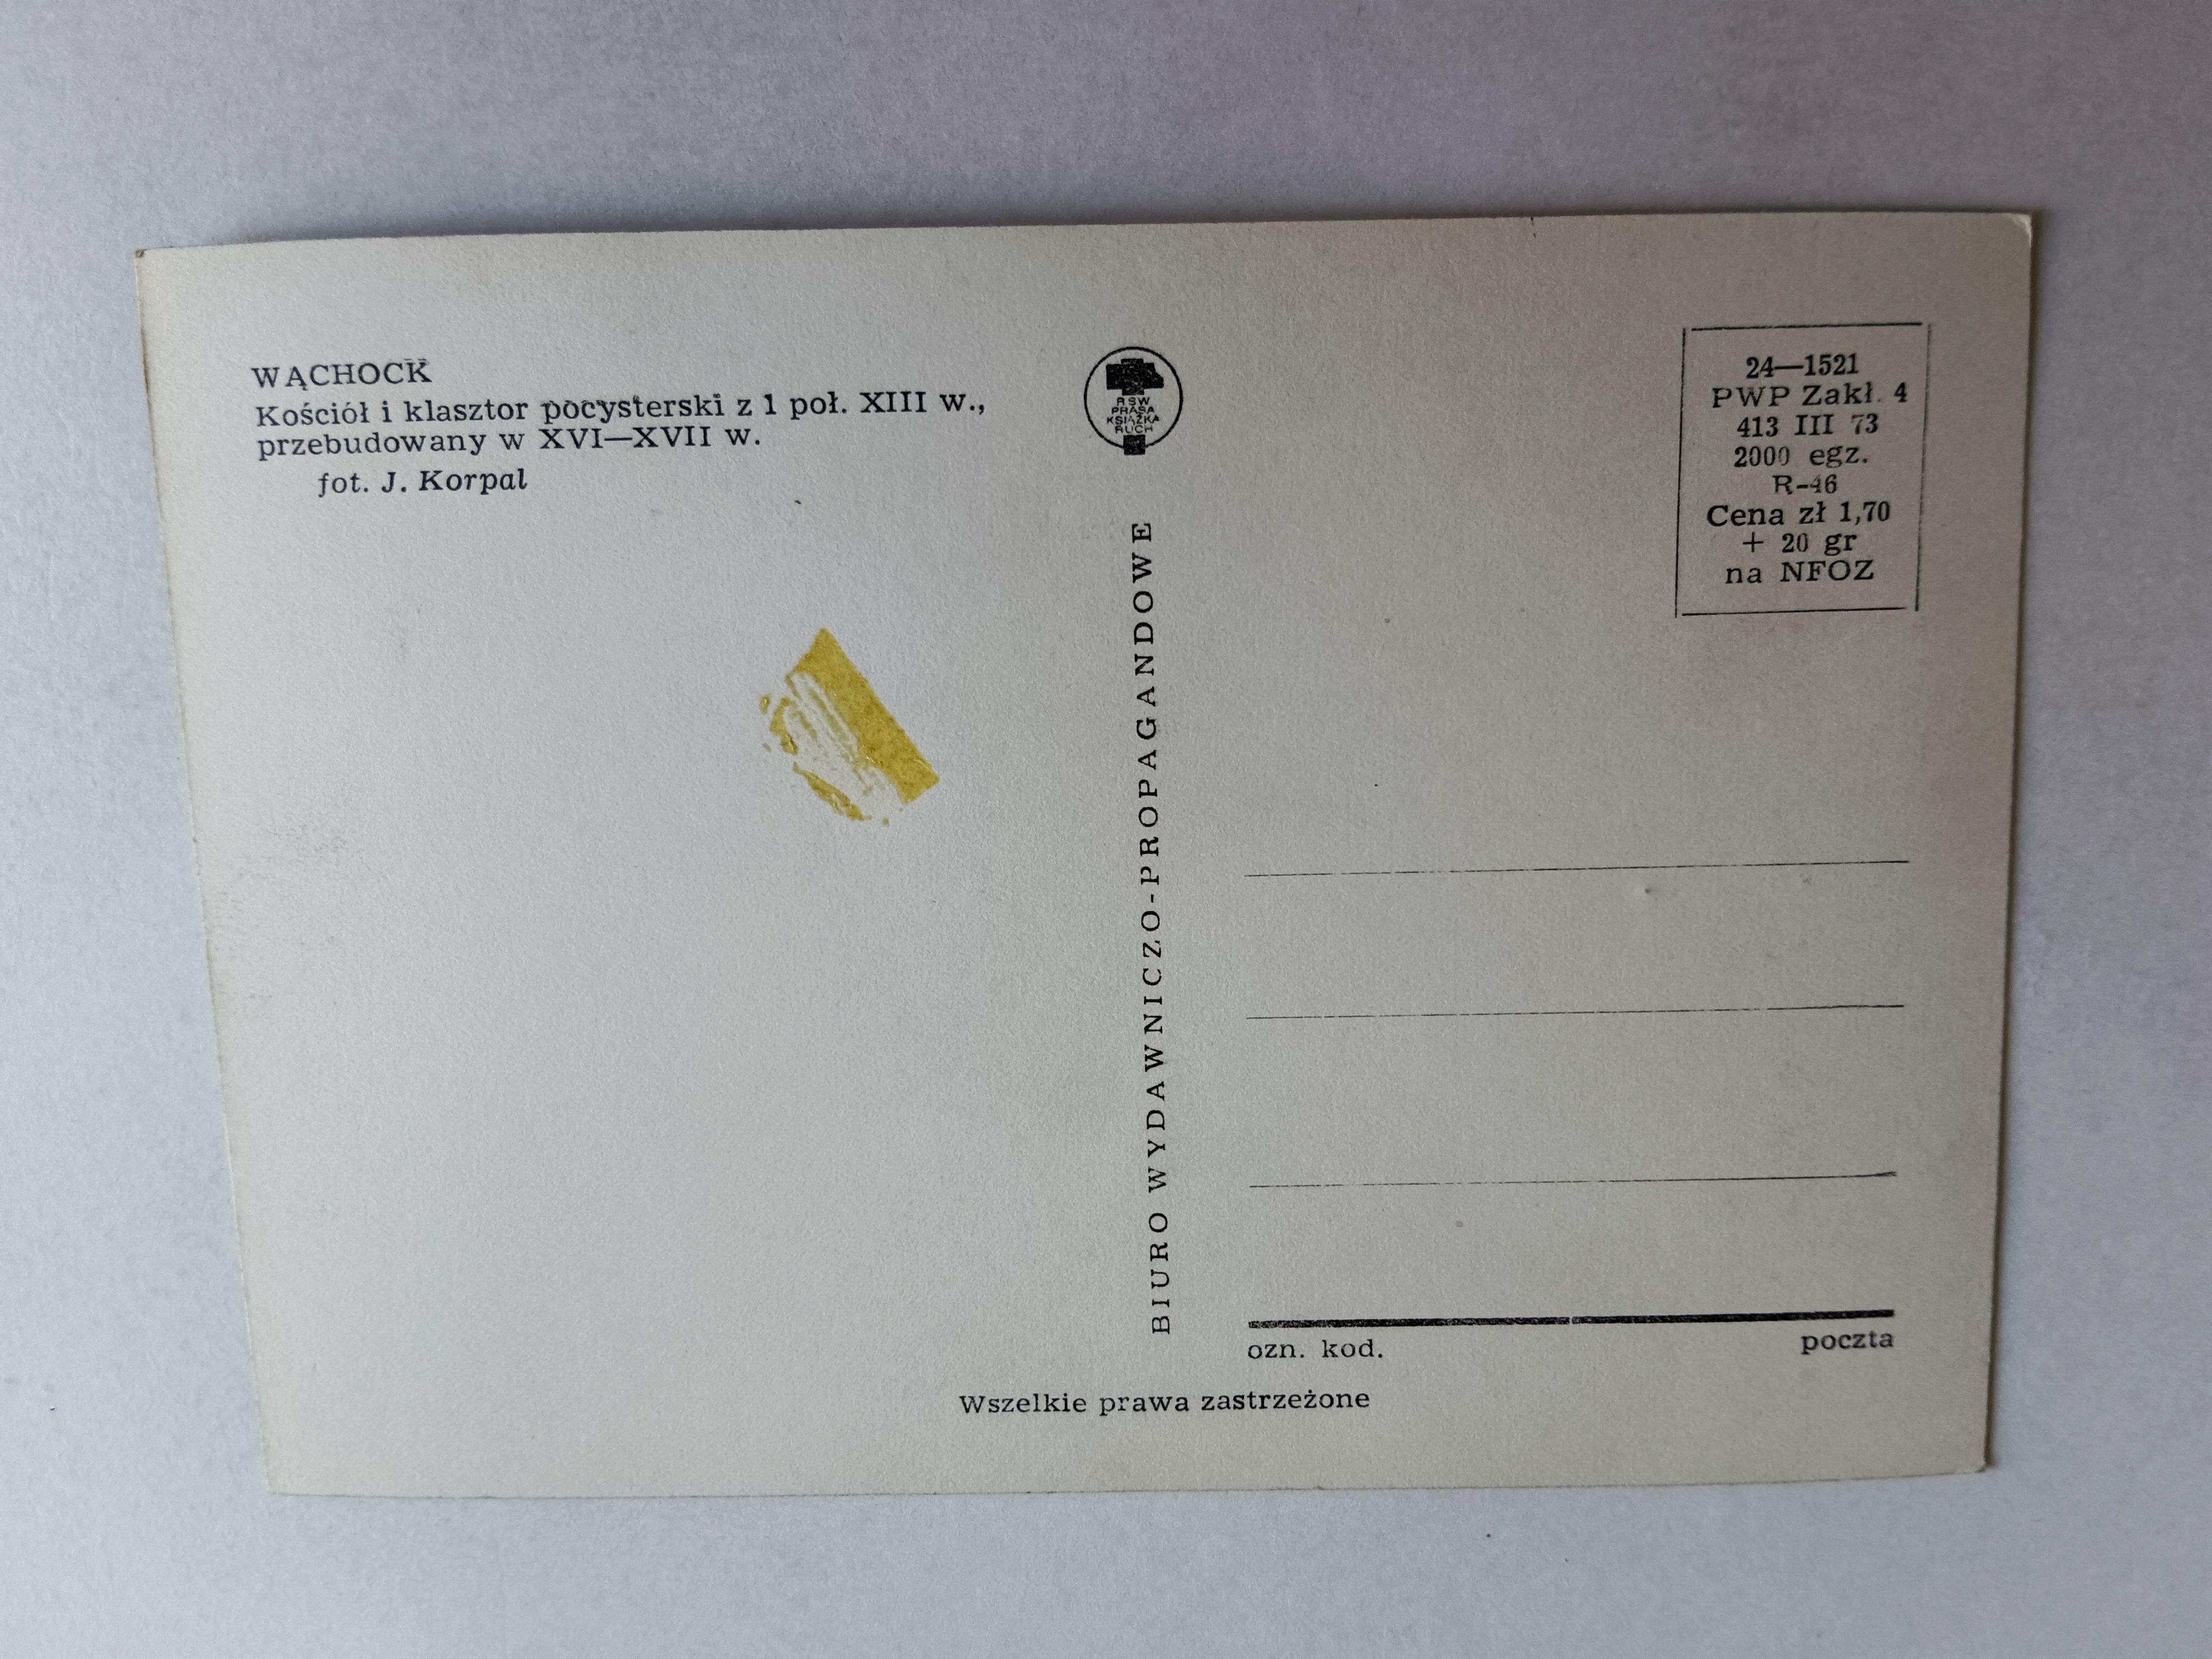 WĄCHOCK
Kościół i klasztor pocysterski z 1 poł. XIII w.,
przebudowany w XVI—XVII w.
fot. J. Korpal
RSW
PRASA
KSIĄŻKA
RUCH
BIURO WYDAWNICZO-PROPAGANDOWE
24—1521
PWP Zakł. 4
413 III 73
2000 egz.
R-46
Cena zł 1,70
+ 20 gr
na NFOZ
ozn. kod. poczta
Wszelkie prawa zastrzeżone